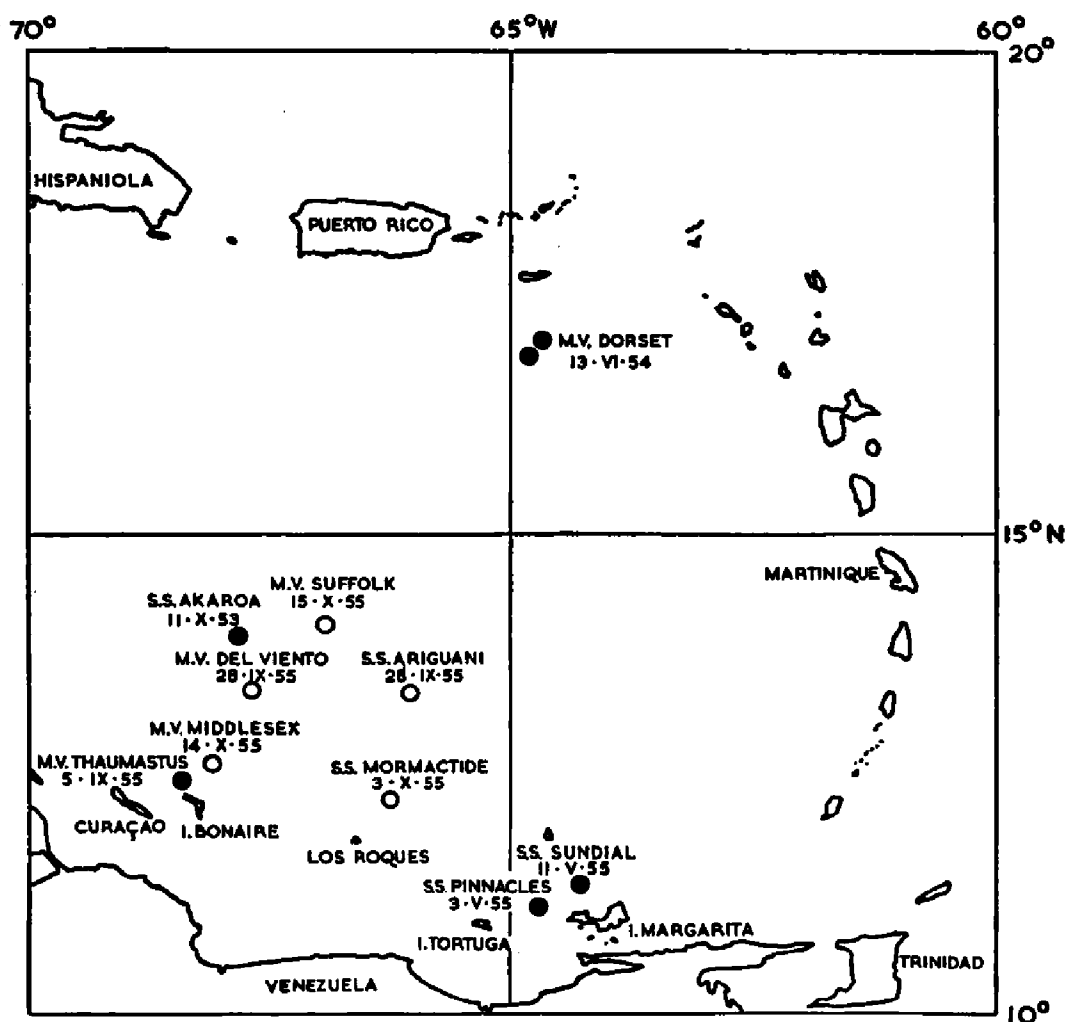 70°
65°W
60°
20°
HISPANIOLA
PUERTO RICO
M.V. DORSET
13·VI·54
15°N
MARTINIQUE
M.V. SUFFOLK
15·X·55
S.S. AKAROA
11·X·53
M.V. DEL VIENTO
28·IX·55
S.S. ARIGUANI
28·IX·55
M.V. MIDDLESEX
14·X·55
M.V. THAUMASTUS
5·IX·55
S.S. MORMACTIDE
3·X·55
CURAÇAO
I. BONAIRE
LOS ROQUES
S.S. SUNDIAL
11·V·55
S.S. PINNACLES
3·V·55
I. TORTUGA
I. MARGARITA
VENEZUELA
TRINIDAD
10°